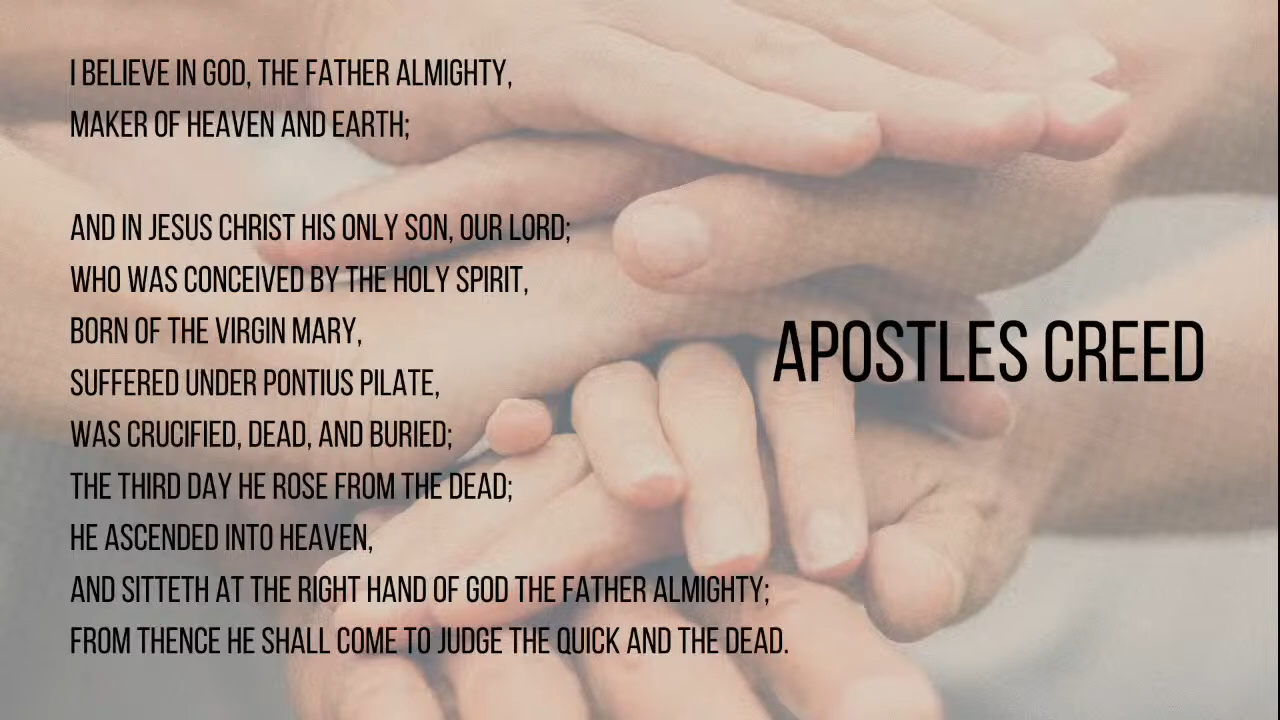 I BELIEVE IN GOD, THE FATHER ALMIGHTY,
MAKER OF HEAVEN AND EARTH;
AND IN JESUS CHRIST HIS ONLY SON, OUR LORD;
WHO WAS CONCEIVED BY THE HOLY SPIRIT,
BORN OF THE VIRGIN MARY,
SUFFERED UNDER PONTIUS PILATE,
WAS CRUCIFIED, DEAD, AND BURIED;
THE THIRD DAY HE ROSE FROM THE DEAD;
HE ASCENDED INTO HEAVEN,
AND SITTETH AT THE RIGHT HAND OF GOD THE FATHER ALMIGHTY;
FROM THENCE HE SHALL COME TO JUDGE THE QUICK AND THE DEAD.
APOSTLES CREED